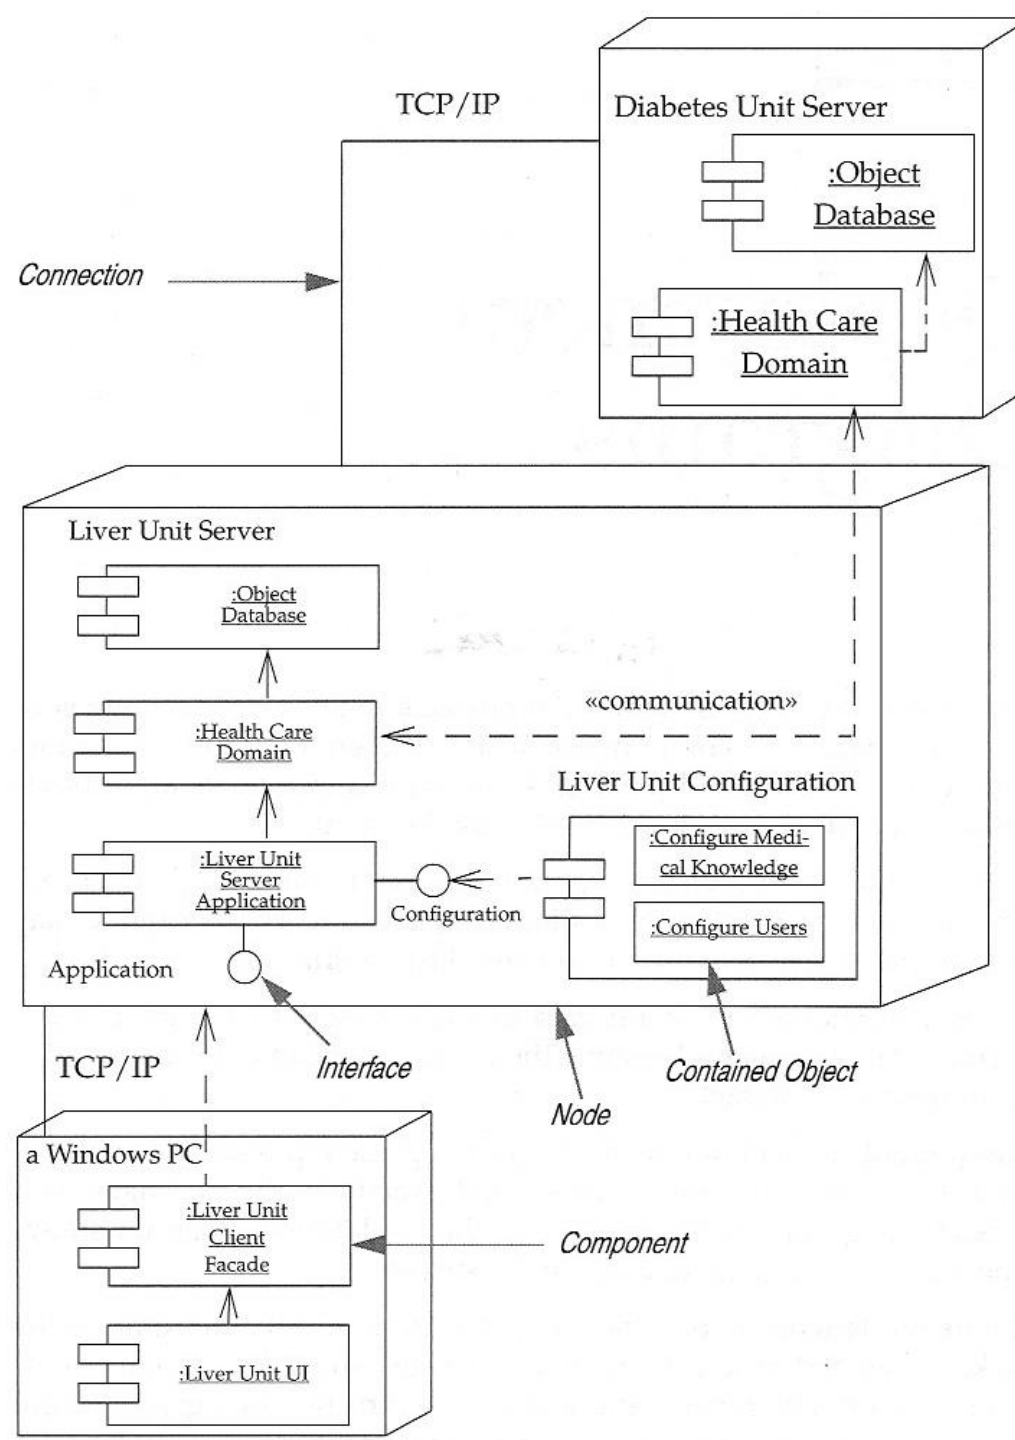 TCP/IP
Diabetes Unit Server
:Object
Database
Connection
:Health Care
Domain
Liver Unit Server
:Object
Database
«communication»
:Health Care
Domain
Liver Unit Configuration
:Configure Medi-
cal Knowledge
:Liver Unit
Server
Application
Configuration
:Configure Users
Application
TCP/IP
Interface
Contained Object
Node
a Windows PC
:Liver Unit
Client
Facade
Component
:Liver Unit UI